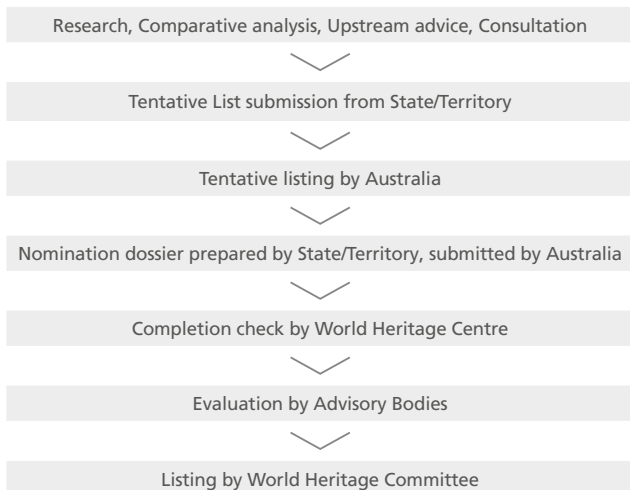 Research, Comparative analysis, Upstream advice, Consultation
Tentative List submission from State/Territory
Tentative listing by Australia
Nomination dossier prepared by State/Territory, submitted by Australia
Completion check by World Heritage Centre
Evaluation by Advisory Bodies
Listing by World Heritage Committee